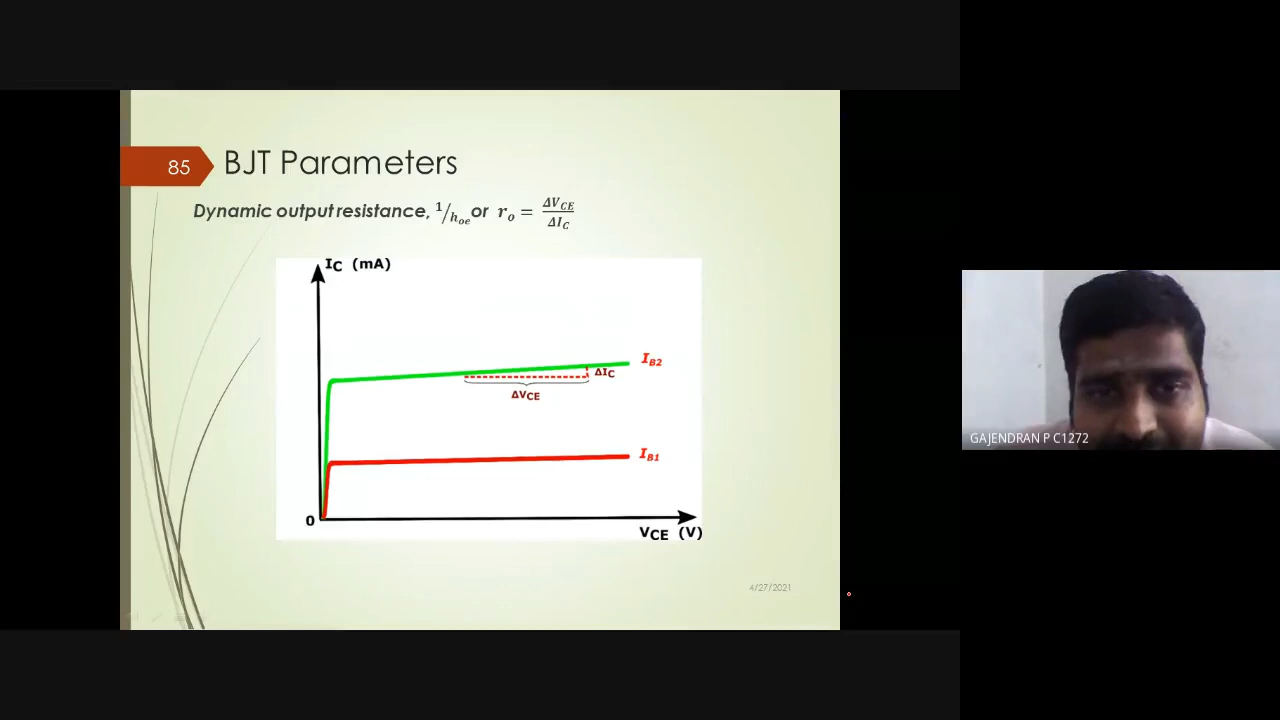 85
BJT Parameters
Dynamic output resistance, 1/hoe or ro = ΔVCE/ΔIC
IC (mA)
IB2
ΔIC
ΔVCE
IB1
0
VCE (V)
4/27/2021
GAJENDRAN P C1272